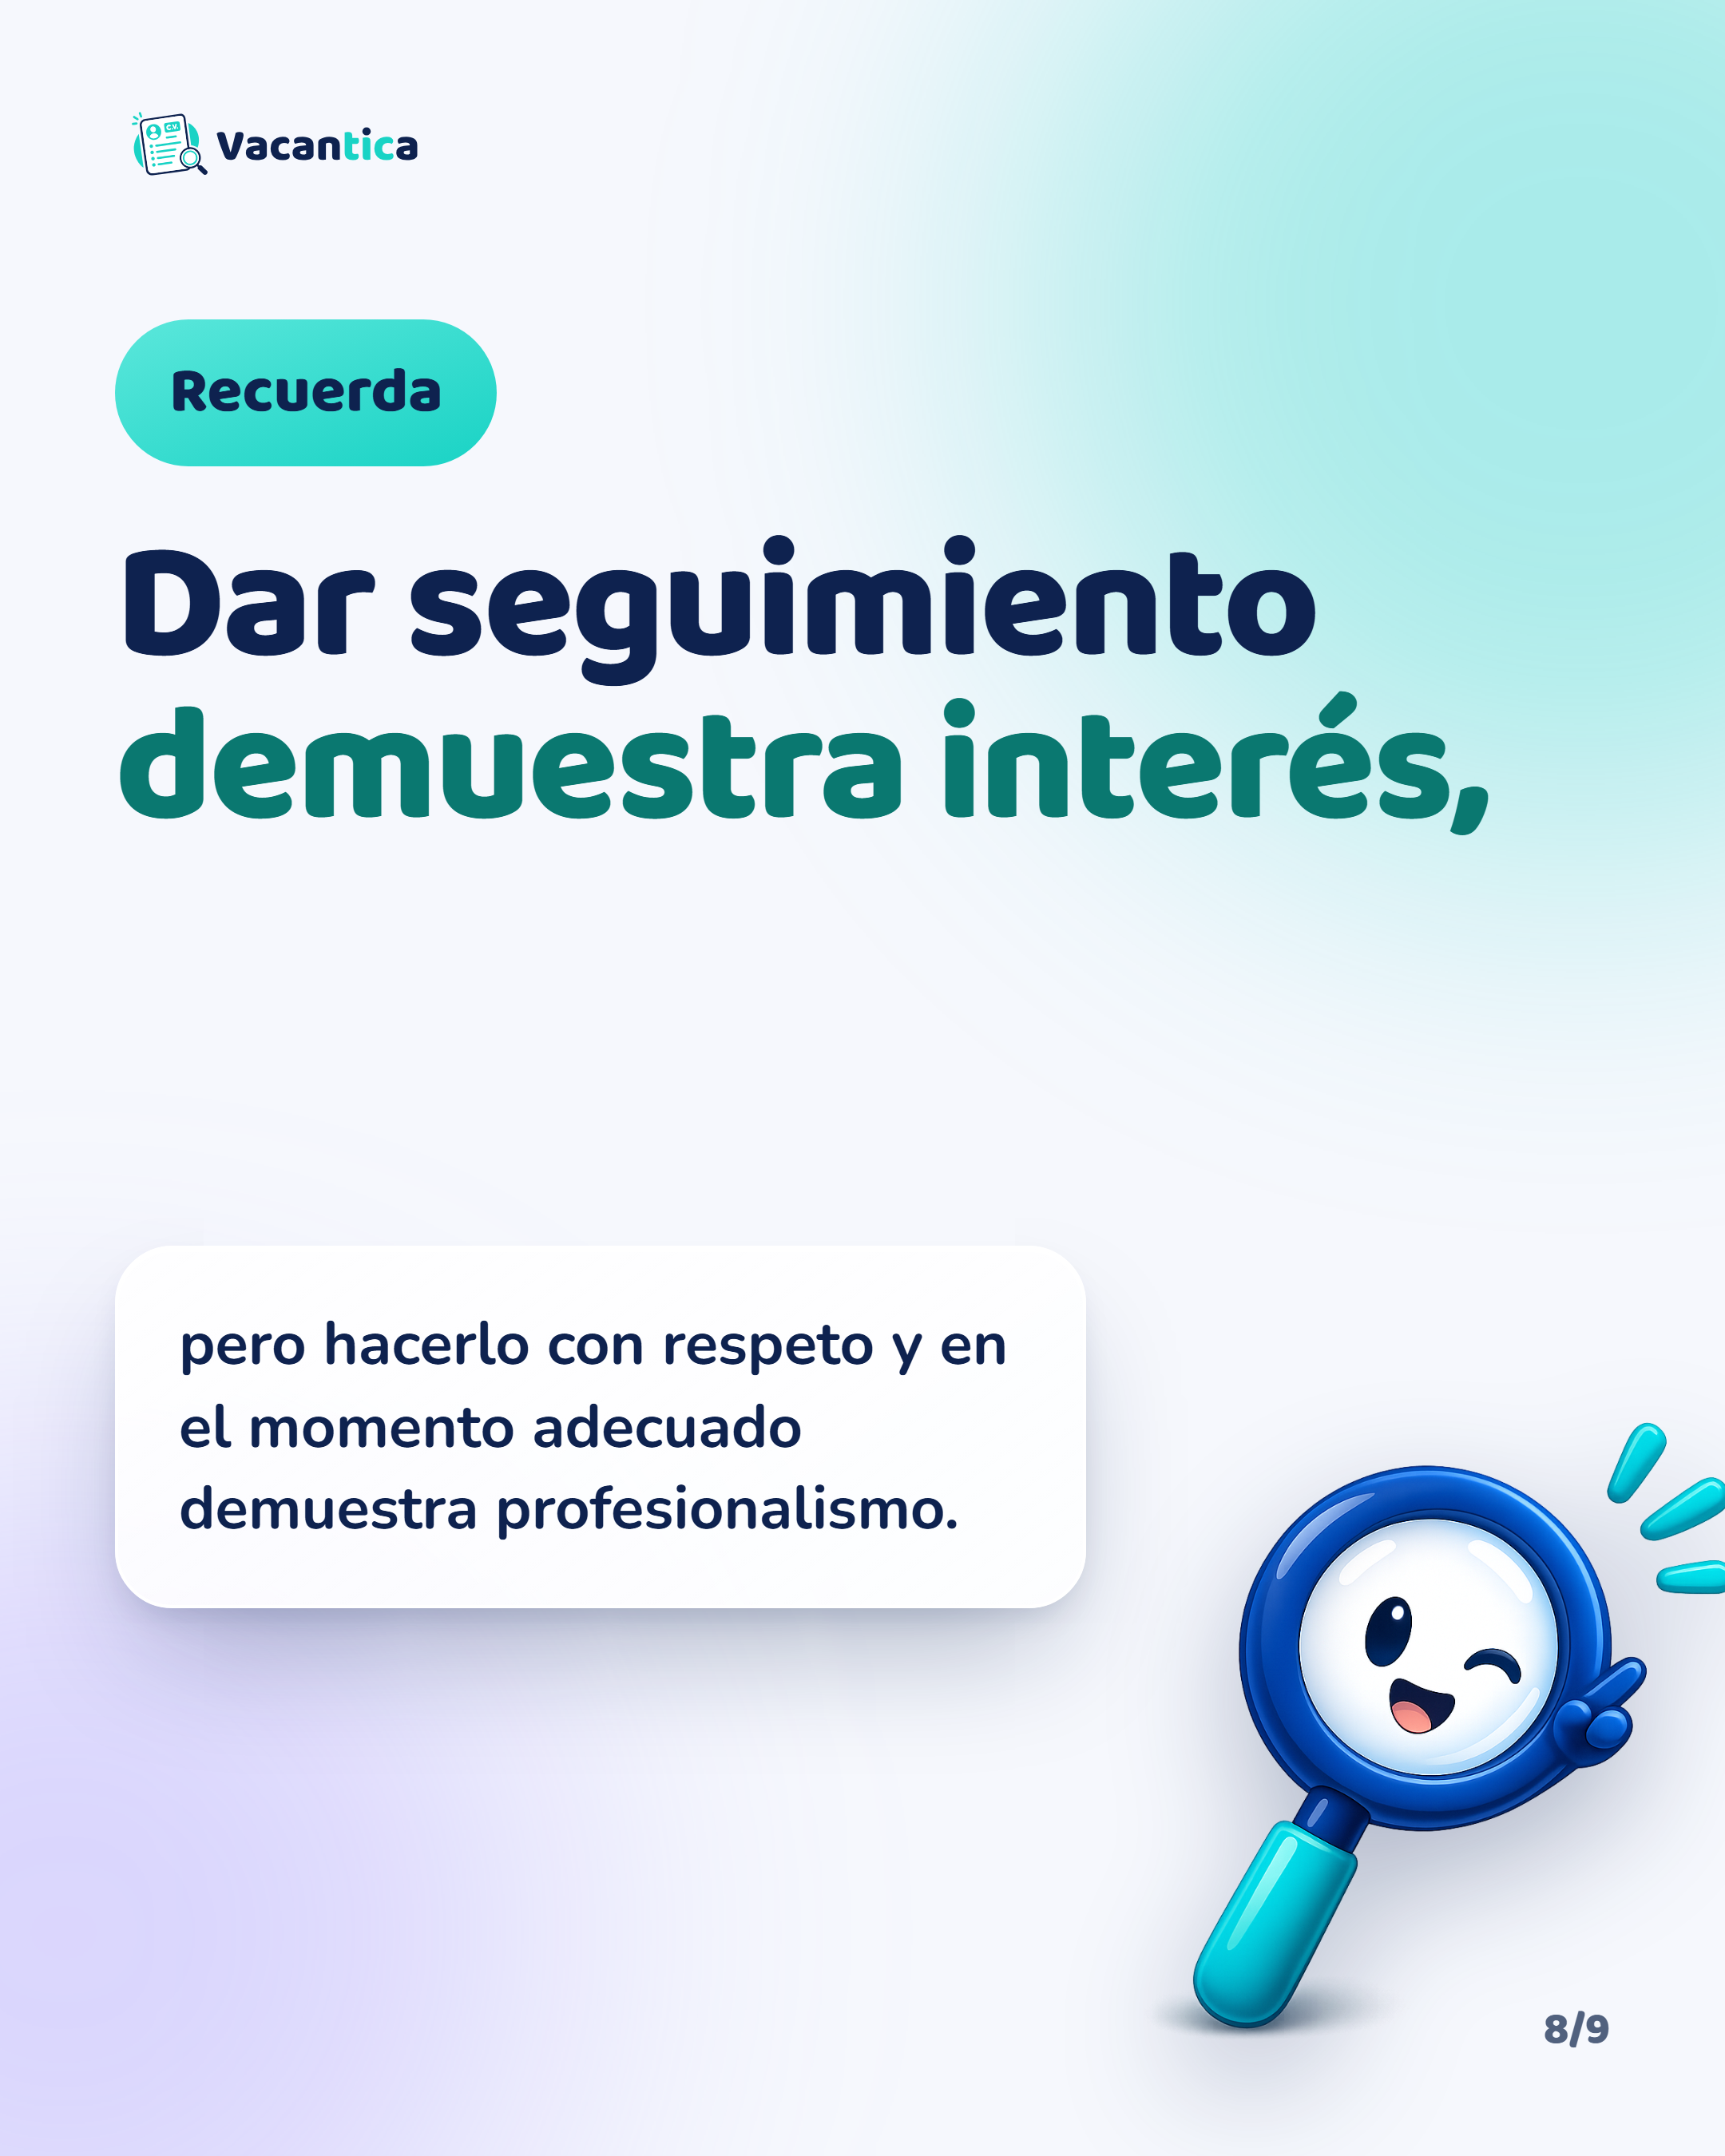 C.V.
Vacantica
Recuerda
Dar seguimiento
demuestra interés,
pero hacerlo con respeto y en
el momento adecuado
demuestra profesionalismo.
8/9